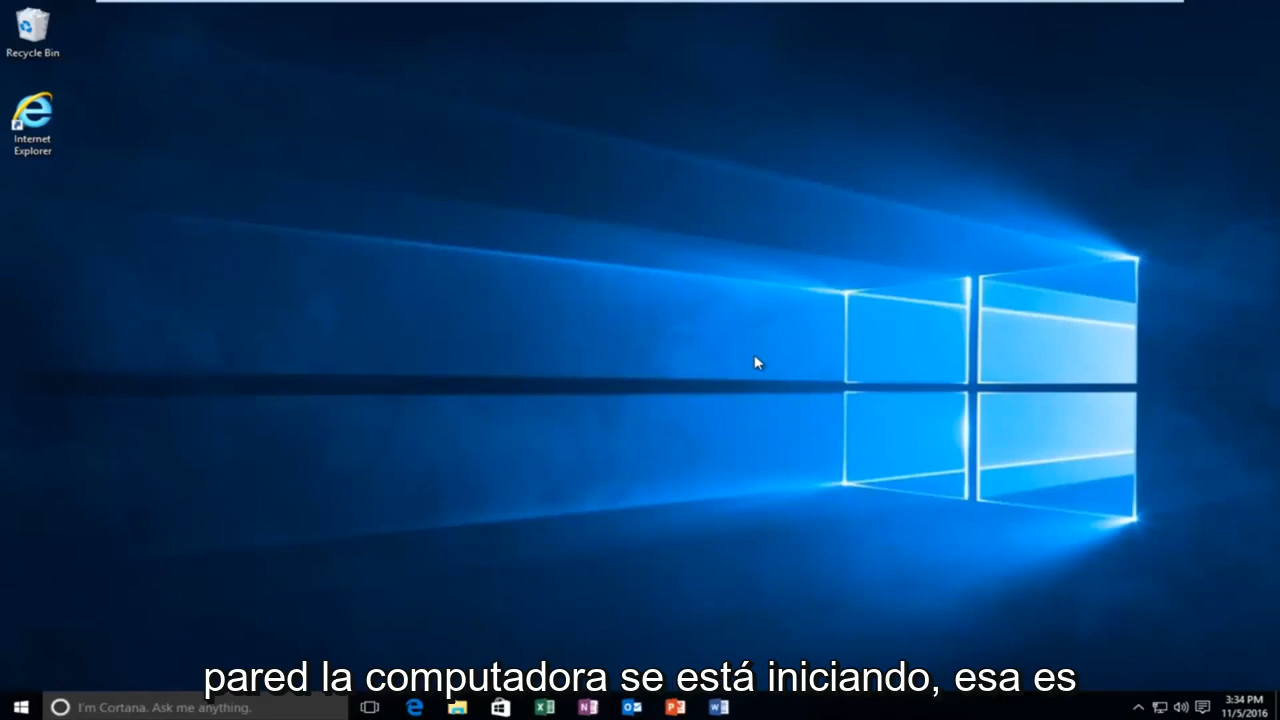 Recycle Bin
Internet
Explorer
pared la computadora se está iniciando, esa es
I'm Cortana. Ask me anything.
3:34 PM
11/5/2016